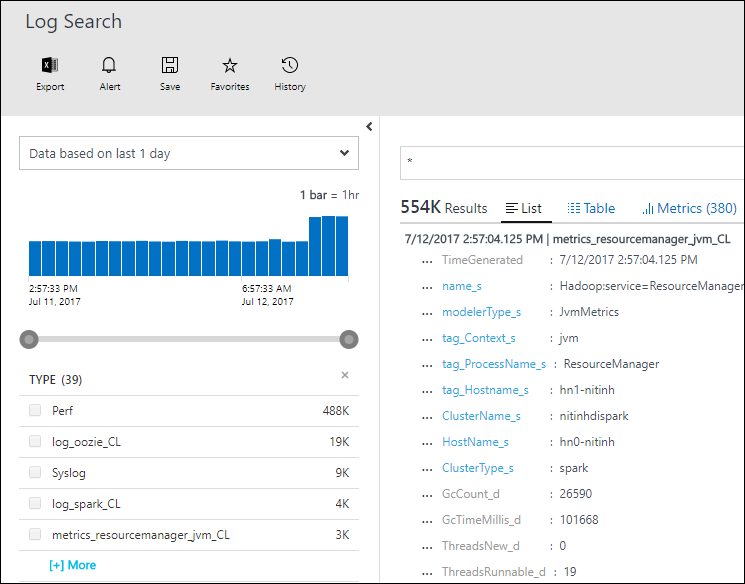 Log Search
Export Alert Save Favorites History
Data based on last 1 day
1 bar = 1hr
2:57:33 PM 6:57:33 AM
Jul 11, 2017 Jul 12, 2017
TYPE (39)
Perf 488K
log_oozie_CL 19K
Syslog 9K
log_spark_CL 4K
metrics_resourcemanager_jvm_CL 3K
[+] More
*
554K Results List Table Metrics (380)
7/12/2017 2:57:04.125 PM | metrics_resourcemanager_jvm_CL
... TimeGenerated : 7/12/2017 2:57:04.125 PM
... name_s : Hadoop:service=ResourceManager
... modelerType_s : JvmMetrics
... tag_Context_s : jvm
... tag_ProcessName_s : ResourceManager
... tag_Hostname_s : hn1-nitinh
... ClusterName_s : nitinhdispark
... HostName_s : hn0-nitinh
... ClusterType_s : spark
... GcCount_d : 26590
... GcTimeMillis_d : 101668
... ThreadsNew_d : 0
... ThreadsRunnable_d : 19